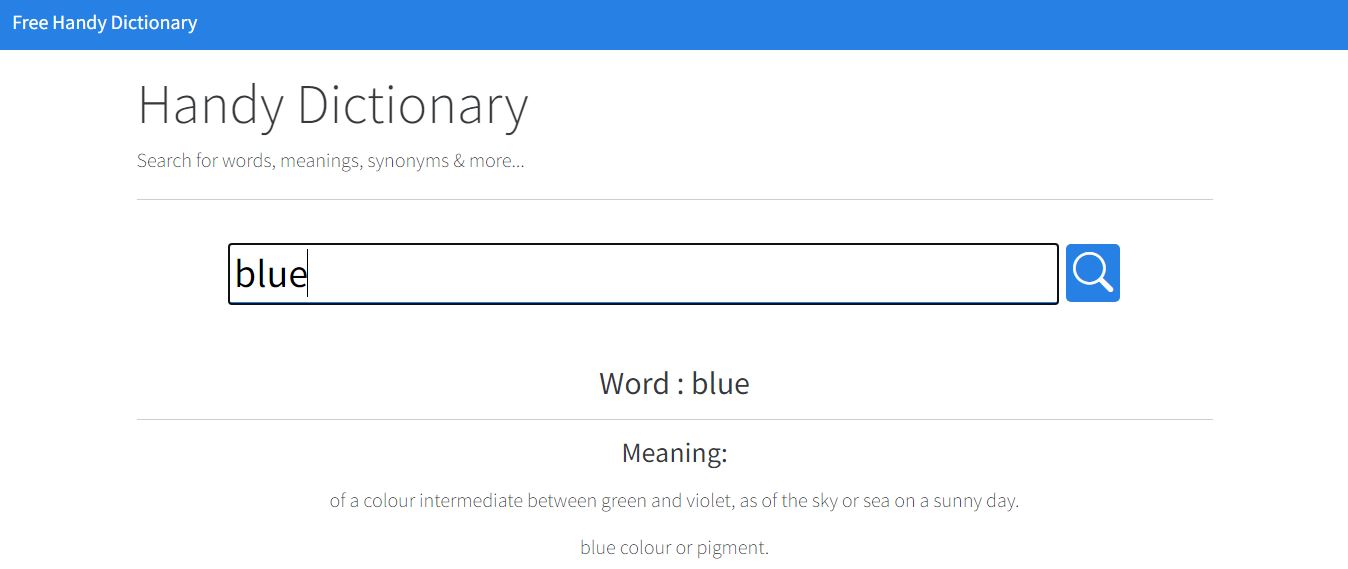 Free Handy Dictionary
Handy Dictionary
Search for words, meanings, synonyms & more...
blue
Word : blue
Meaning:
of a colour intermediate between green and violet, as of the sky or sea on a sunny day.
blue colour or pigment.